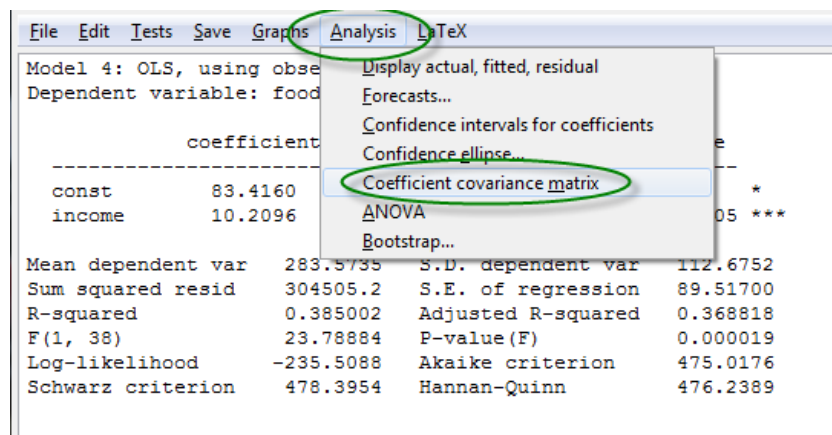 File Edit Tests Save Graphs Analysis LaTeX
Model 4: OLS, using obse
Display actual, fitted, residual
Dependent variable: food
Forecasts...
Confidence intervals for coefficients
coefficient e
Confidence ellipse...
Coefficient covariance matrix
const 83.4160 *
income 10.2096 05 ***
ANOVA
Bootstrap...
Mean dependent var 283.5735 S.D. dependent var 112.6752
Sum squared resid 304505.2 S.E. of regression 89.51700
R-squared 0.385002 Adjusted R-squared 0.368818
F(1, 38) 23.78884 P-value(F) 0.000019
Log-likelihood -235.5088 Akaike criterion 475.0176
Schwarz criterion 478.3954 Hannan-Quinn 476.2389